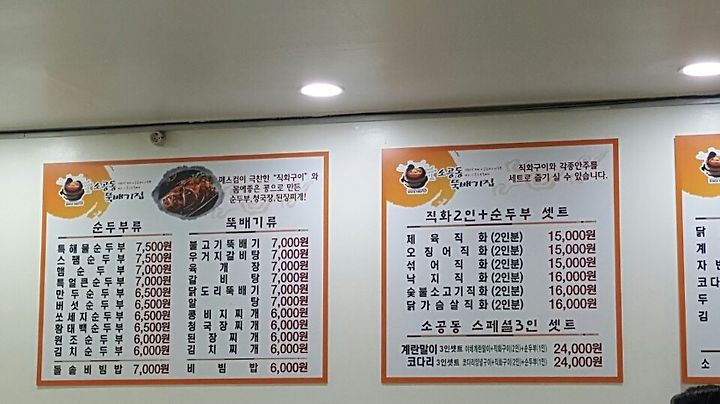 소공동
뚝배기집
매스컴이 극찬한 "직화구이"와
몸에좋은 콩으로 만든
순두부,청국장,된장찌개!
순두부류
특해물순두부 7,500원
스팸순두부 7,500원
햄순두부 7,000원
특얼큰순두부 7,000원
만두순두부 6,500원
버섯순두부 6,500원
쏘세지순두부 6,500원
황태백순두부 6,500원
원조순두부 6,000원
김치순두부 6,000원
돌솥비빔밥 7,000원
뚝배기류
불고기뚝배기 7,000원
우거지갈비탕 7,000원
육개장 7,000원
갈비탕 7,000원
닭도리뚝배기 7,000원
알탕 7,000원
콩비지찌개 6,000원
청국장찌개 6,000원
된장찌개 6,000원
김치찌개 6,000원
비빔밥 6,000원
소공동
뚝배기집
직화구이와 각종안주를
세트로 즐기 실 수 있습니다.
직화2인+순두부 셋트
제육직화(2인분) 15,000원
오징어직화(2인분) 15,000원
섞어직화(2인분) 15,000원
낙지직화(2인분) 16,000원
숯불소고기직화(2인분) 16,000원
닭가슴살직화(2인분) 16,000원
소공동 스페셜3인 셋트
계란말이 3인셋트 24,000원
코다리 3인셋트 24,000원
닭
계
자반
코다리
두
김
소